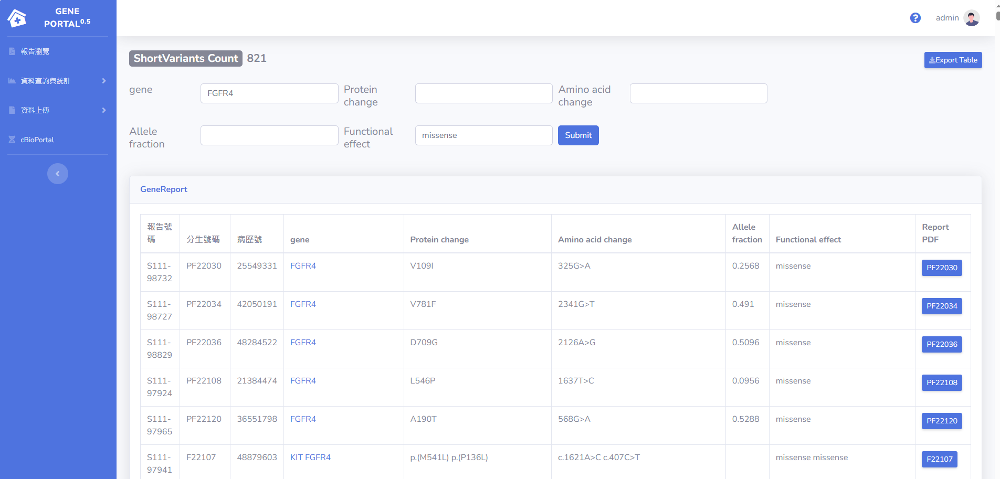 GENE
PORTAL0.5
admin
報告瀏覽
資料查詢與統計
資料上傳
cBioPortal
ShortVariants Count 821
Export Table
gene
FGFR4
Protein
change
Amino acid
change
Allele
fraction
Functional
effect
missense
Submit
GeneReport
報告號
碼
分生號碼
病歷號
gene
Protein change
Amino acid change
Allele
fraction
Functional effect
Report
PDF
S111-
98732
PF22030
25549331
FGFR4
V109I
325G>A
0.2568
missense
PF22030
S111-
98727
PF22034
42050191
FGFR4
V781F
2341G>T
0.491
missense
PF22034
S111-
98829
PF22036
48284522
FGFR4
D709G
2126A>G
0.5096
missense
PF22036
S111-
97924
PF22108
21384474
FGFR4
L546P
1637T>C
0.0956
missense
PF22108
S111-
97965
PF22120
36551798
FGFR4
A190T
568G>A
0.5288
missense
PF22120
S111-
97941
F22107
48879603
KIT FGFR4
p.(M541L) p.(P136L)
c.1621A>C c.407C>T
missense missense
F22107